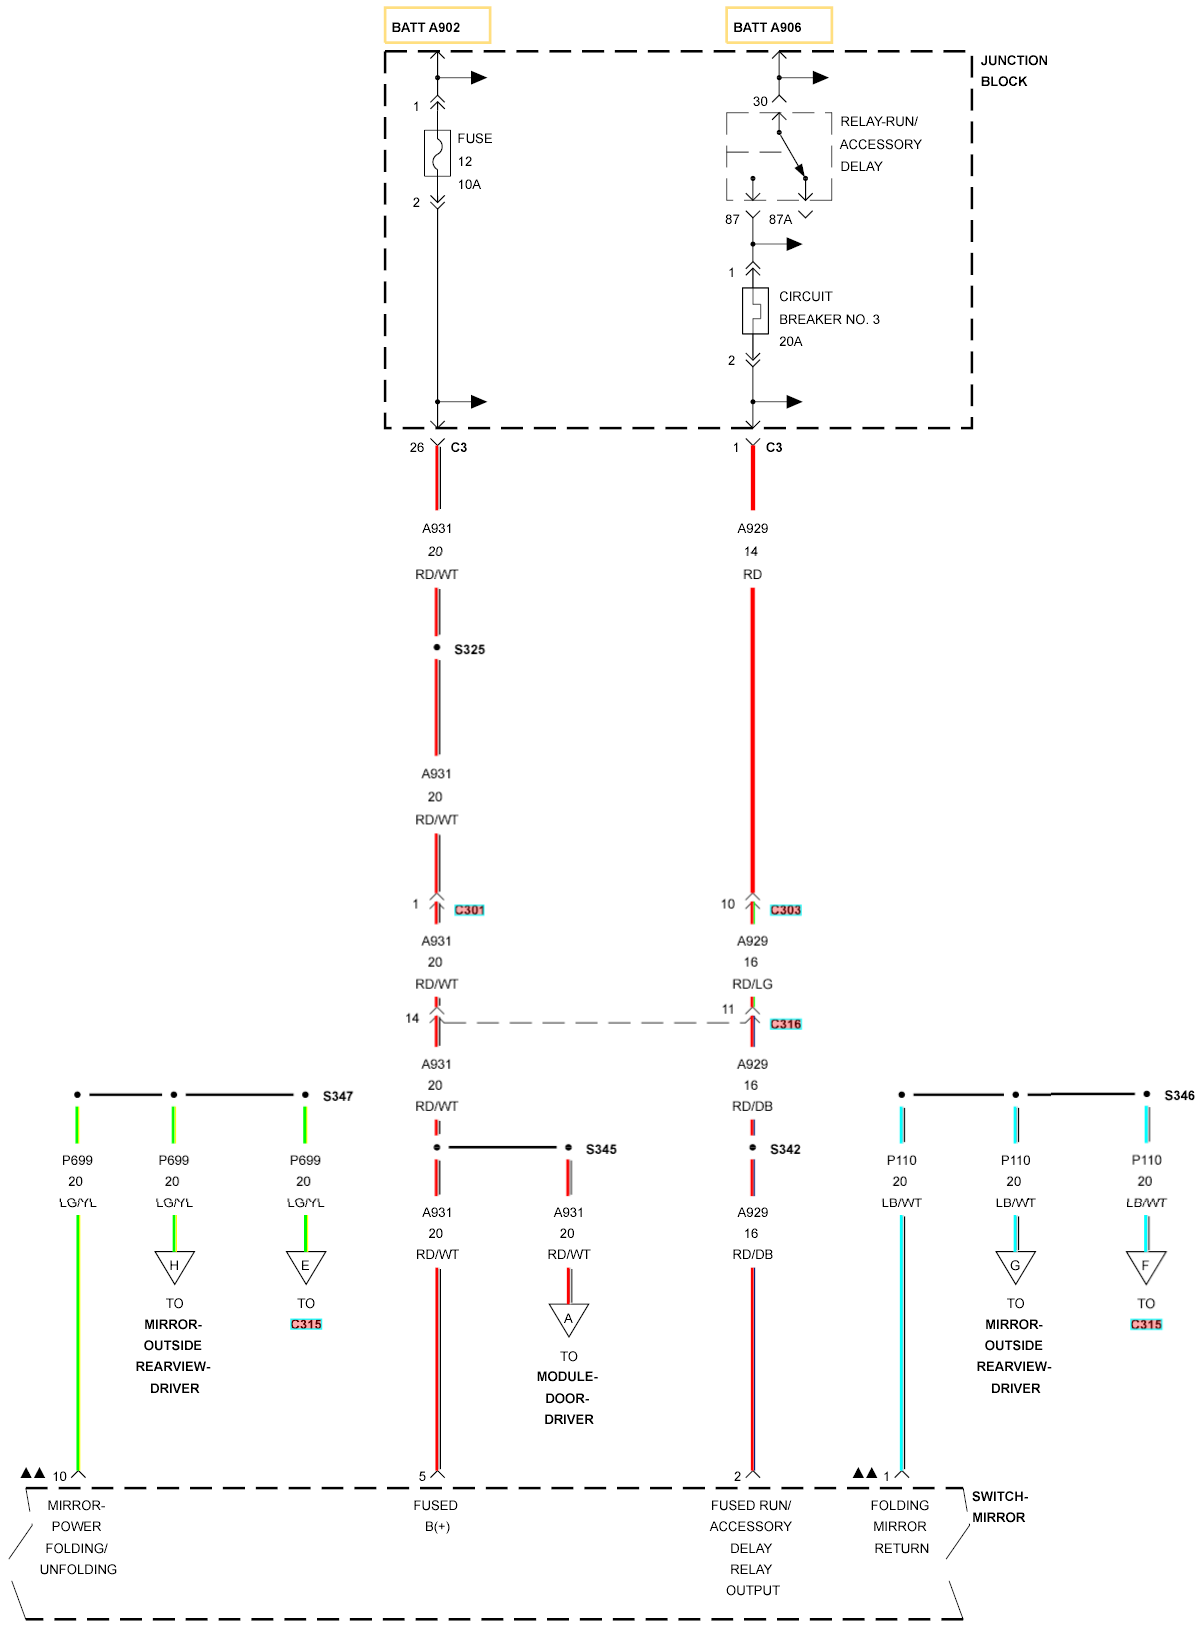 BATT A902
BATT A906
JUNCTION
BLOCK
1
FUSE
12
10A
2
30
RELAY-RUN/
ACCESSORY
DELAY
87
87A
1
CIRCUIT
BREAKER NO. 3
20A
2
26
C3
1
C3
A931
20
RD/WT
A929
14
RD
S325
A931
20
RD/WT
1
C301
10
C303
A931
20
RD/WT
A929
16
RD/LG
14
11
C316
A931
20
RD/WT
A929
16
RD/DB
S347
S345
S342
S346
P699
20
LG/YL
P699
20
LG/YL
P699
20
LG/YL
A931
20
RD/WT
A931
20
RD/WT
A929
16
RD/DB
P110
20
LB/WT
P110
20
LB/WT
P110
20
LB/WT
H
TO
MIRROR-
OUTSIDE
REARVIEW-
DRIVER
E
TO
C315
A
TO
MODULE-
DOOR-
DRIVER
G
TO
MIRROR-
OUTSIDE
REARVIEW-
DRIVER
F
TO
C315
10
5
2
1
MIRROR-
POWER
FOLDING/
UNFOLDING
FUSED
B(+)
FUSED RUN/
ACCESSORY
DELAY
RELAY
OUTPUT
FOLDING
MIRROR
RETURN
SWITCH-
MIRROR